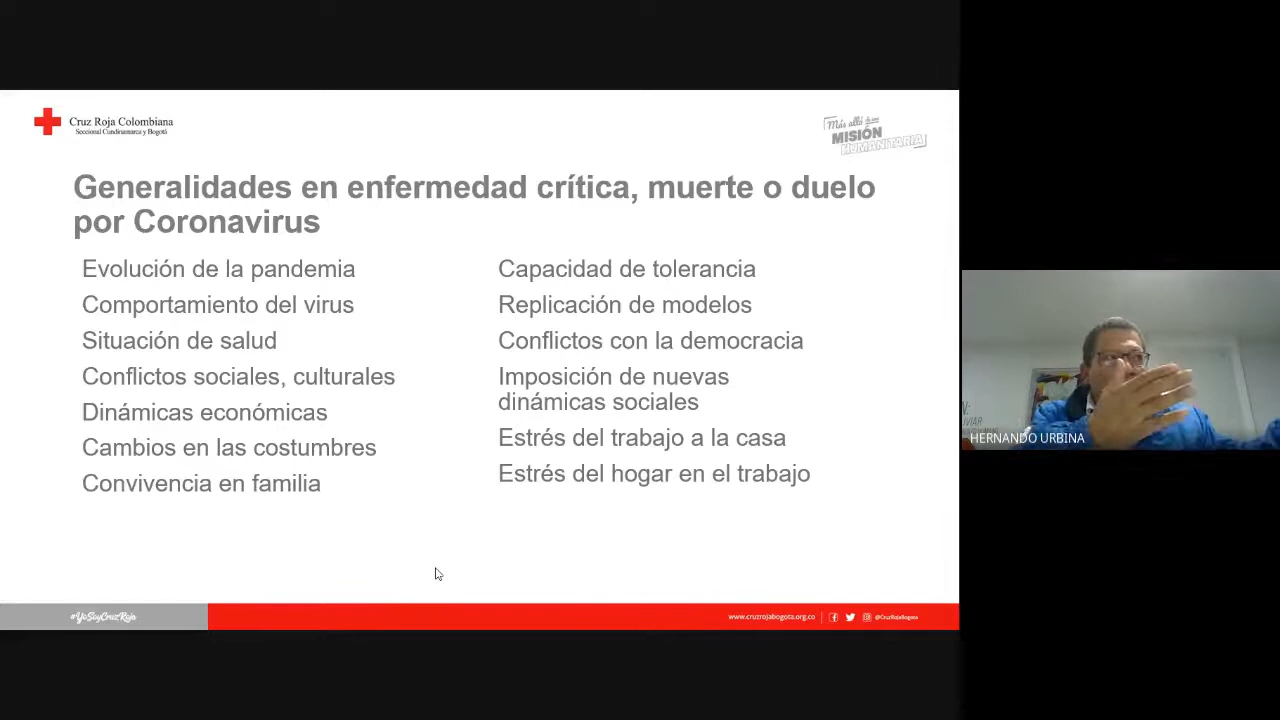 Cruz Roja Colombiana
Seccional Cundinamarca y Bogotá
Más allá de una
MISIÓN
HUMANITARIA
Generalidades en enfermedad crítica, muerte o duelo
por Coronavirus
Evolución de la pandemia
Comportamiento del virus
Situación de salud
Conflictos sociales, culturales
Dinámicas económicas
Cambios en las costumbres
Convivencia en familia
Capacidad de tolerancia
Replicación de modelos
Conflictos con la democracia
Imposición de nuevas
dinámicas sociales
Estrés del trabajo a la casa
Estrés del hogar en el trabajo
HERNANDO URBINA
#YoSoyCruzRoja
www.cruzrojabogota.org.co
@CruzRojaBogota